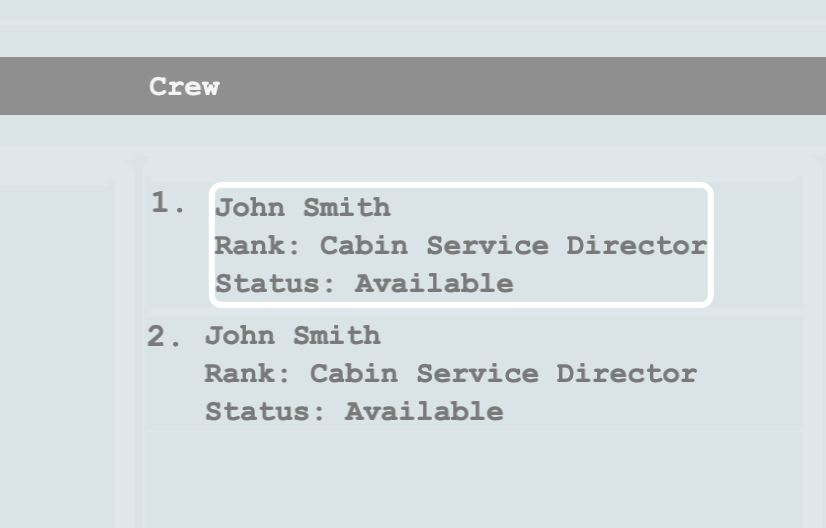 Crew
1. John Smith
Rank: Cabin Service Director
Status: Available
2. John Smith
Rank: Cabin Service Director
Status: Available